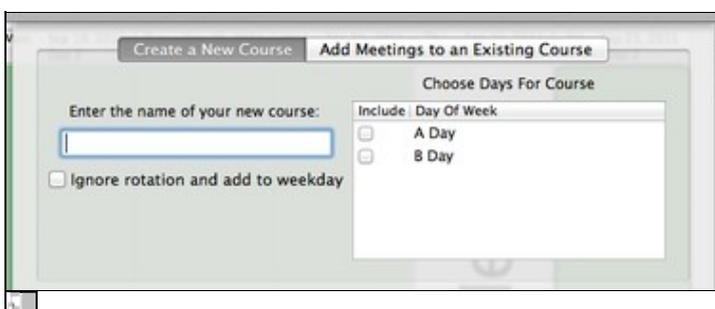 Create a New Course Add Meetings to an Existing Course
Choose Days For Course
Enter the name of your new course:
Include Day Of Week
A Day
B Day
Ignore rotation and add to weekday